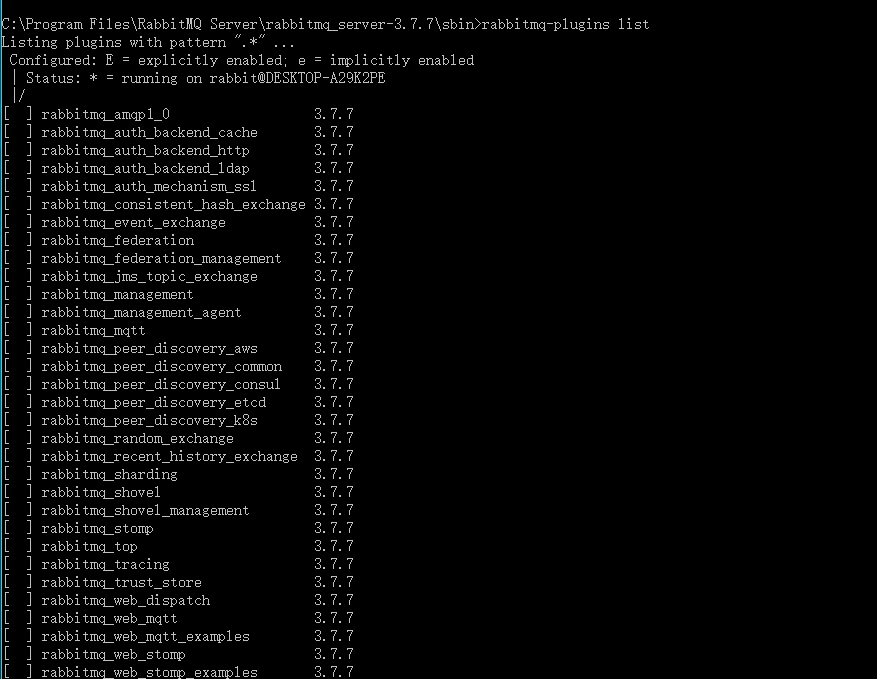 C:\Program Files\RabbitMQ Server\rabbitmq_server-3.7.7\sbin>rabbitmq-plugins list
Listing plugins with pattern ".*" ...
 Configured: E = explicitly enabled; e = implicitly enabled
 | Status: * = running on rabbit@DESKTOP-A29K2PE
 |/
[  ] rabbitmq_amqp1_0                  3.7.7
[  ] rabbitmq_auth_backend_cache       3.7.7
[  ] rabbitmq_auth_backend_http        3.7.7
[  ] rabbitmq_auth_backend_ldap        3.7.7
[  ] rabbitmq_auth_mechanism_ssl       3.7.7
[  ] rabbitmq_consistent_hash_exchange 3.7.7
[  ] rabbitmq_event_exchange           3.7.7
[  ] rabbitmq_federation               3.7.7
[  ] rabbitmq_federation_management    3.7.7
[  ] rabbitmq_jms_topic_exchange       3.7.7
[  ] rabbitmq_management               3.7.7
[  ] rabbitmq_management_agent         3.7.7
[  ] rabbitmq_mqtt                     3.7.7
[  ] rabbitmq_peer_discovery_aws       3.7.7
[  ] rabbitmq_peer_discovery_common    3.7.7
[  ] rabbitmq_peer_discovery_consul    3.7.7
[  ] rabbitmq_peer_discovery_etcd      3.7.7
[  ] rabbitmq_peer_discovery_k8s       3.7.7
[  ] rabbitmq_random_exchange          3.7.7
[  ] rabbitmq_recent_history_exchange  3.7.7
[  ] rabbitmq_sharding                 3.7.7
[  ] rabbitmq_shovel                   3.7.7
[  ] rabbitmq_shovel_management        3.7.7
[  ] rabbitmq_stomp                    3.7.7
[  ] rabbitmq_top                      3.7.7
[  ] rabbitmq_tracing                  3.7.7
[  ] rabbitmq_trust_store              3.7.7
[  ] rabbitmq_web_dispatch             3.7.7
[  ] rabbitmq_web_mqtt                 3.7.7
[  ] rabbitmq_web_mqtt_examples        3.7.7
[  ] rabbitmq_web_stomp                3.7.7
[  ] rabbitmq_web_stomp_examples       3.7.7